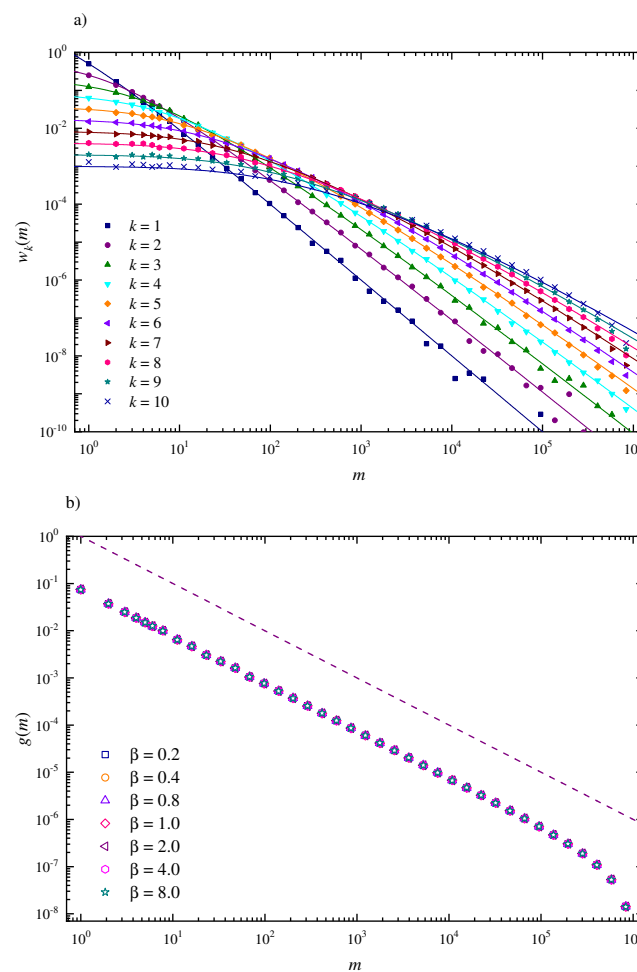 a)
10^0
10^-2
10^-4
10^-6
10^-8
10^-10
w_k(m)
k = 1
k = 2
k = 3
k = 4
k = 5
k = 6
k = 7
k = 8
k = 9
k = 10
10^0 10^1 10^2 10^3 10^4 10^5 10^6
m
b)
10^0
10^-1
10^-2
10^-3
10^-4
10^-5
10^-6
10^-7
10^-8
g(m)
β = 0.2
β = 0.4
β = 0.8
β = 1.0
β = 2.0
β = 4.0
β = 8.0
10^0 10^1 10^2 10^3 10^4 10^5 10^6
m